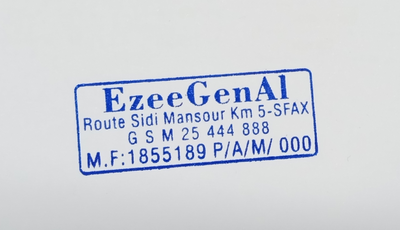 EzeeGenAl
Route Sidi Mansour Km 5-SFAX
G S M 25 444 888
M.F:1855189 P/A/M/ 000